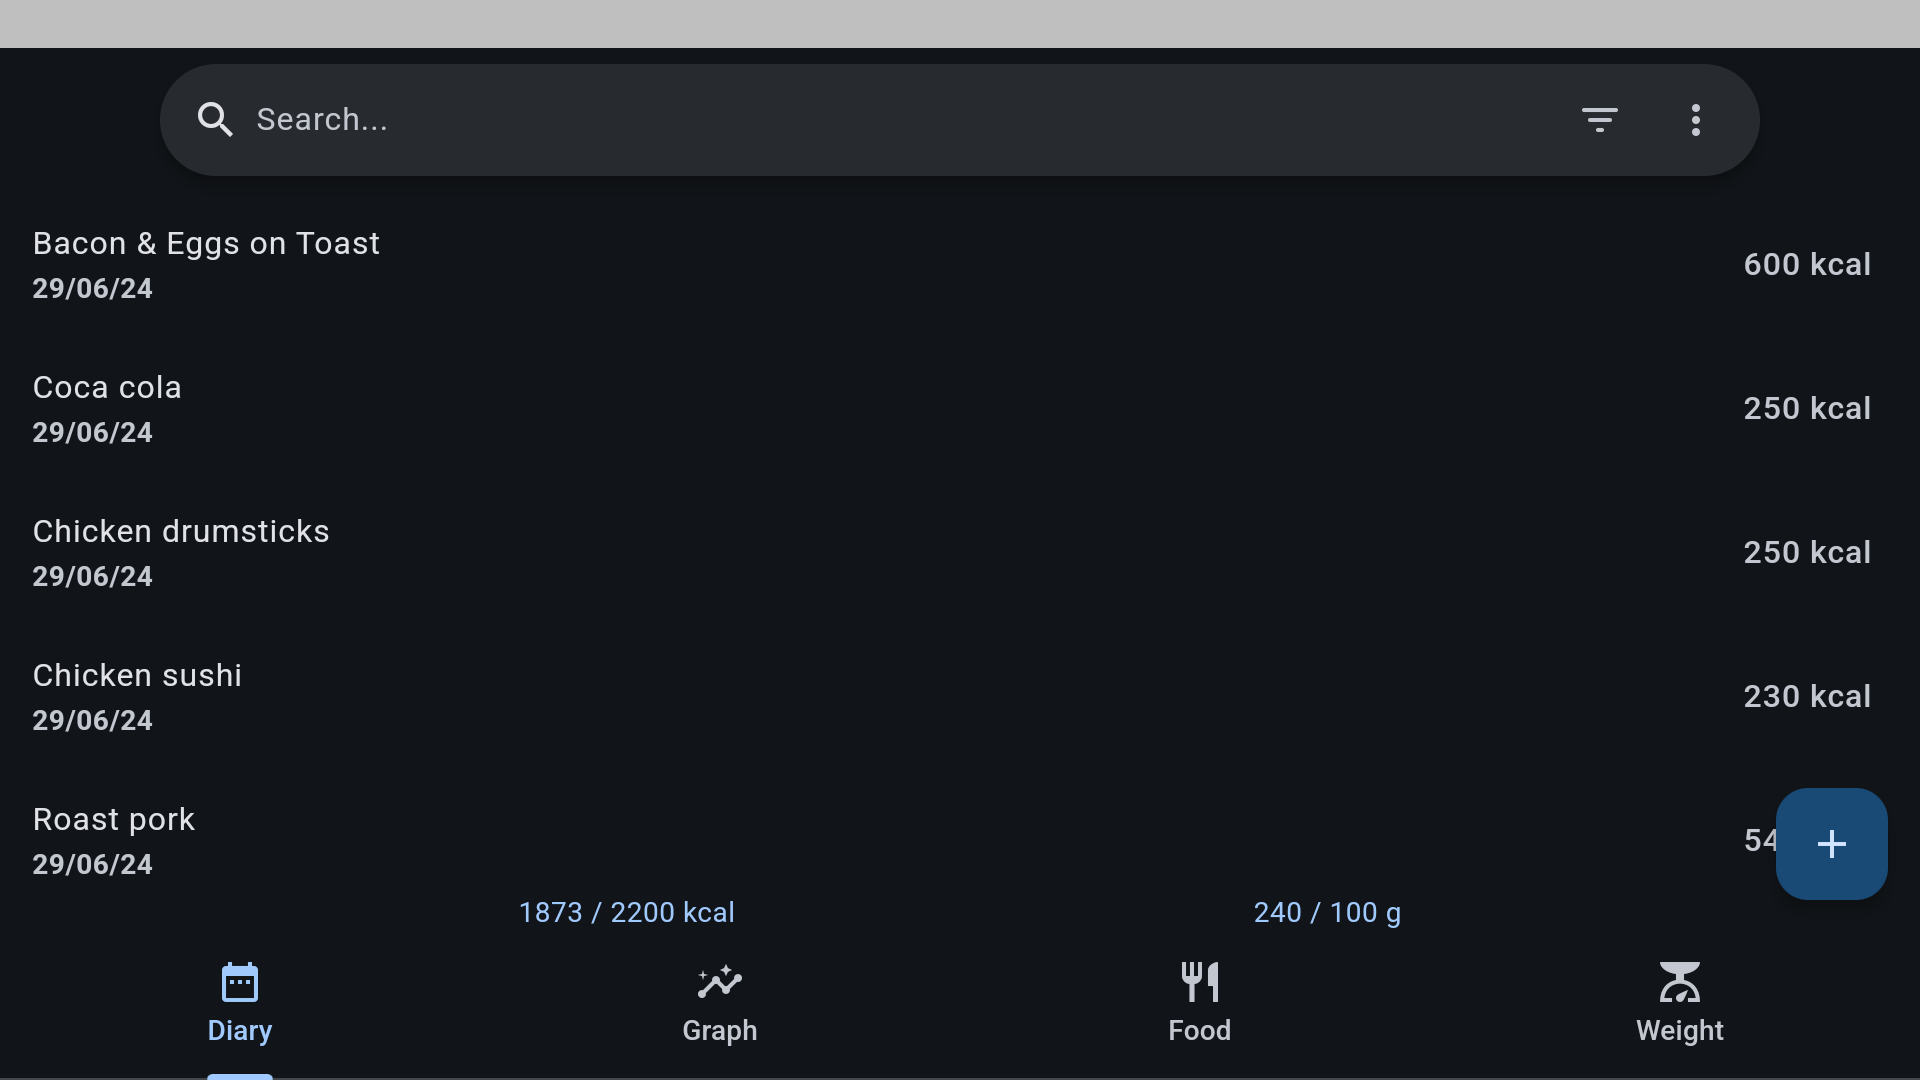 Search...
Bacon & Eggs on Toast
29/06/24
600 kcal
Coca cola
29/06/24
250 kcal
Chicken drumsticks
29/06/24
250 kcal
Chicken sushi
29/06/24
230 kcal
Roast pork
29/06/24
1873 / 2200 kcal
240 / 100 g
Diary
Graph
Food
Weight